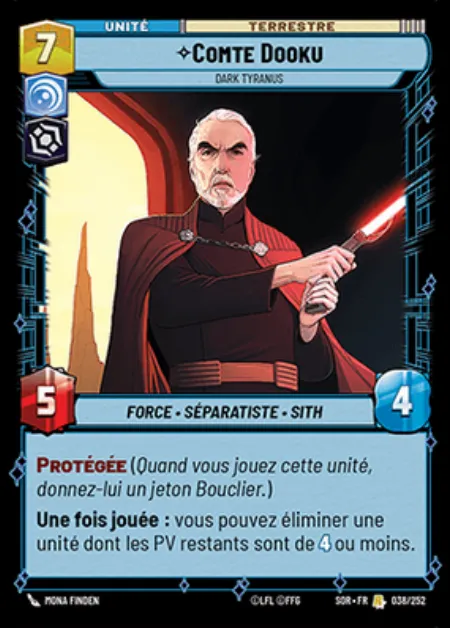 7
UNITÉ
TERRESTRE
COMTE DOOKU
DARK TYRANUS
5
FORCE • SÉPARATISTE • SITH
4
PROTÉGÉE (Quand vous jouez cette unité,
donnez-lui un jeton Bouclier.)
Une fois jouée : vous pouvez éliminer une
unité dont les PV restants sont de 4 ou moins.
MONA FINDEN
©LFL ©FFG
SOR • FR
038/252